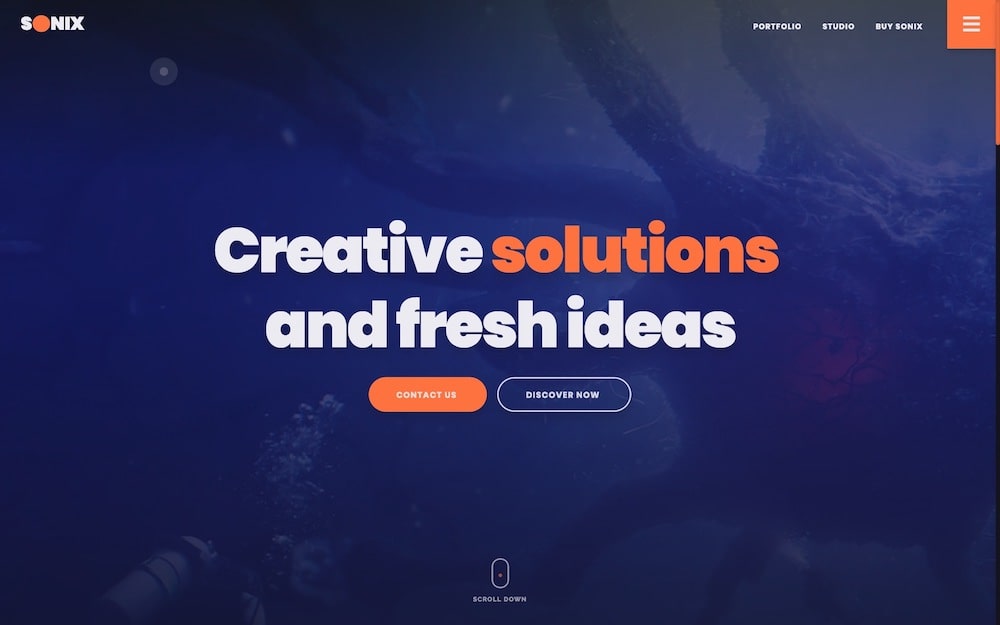 SONIX
PORTFOLIO STUDIO BUY SONIX
Creative solutions
and fresh ideas
CONTACT US DISCOVER NOW
SCROLL DOWN